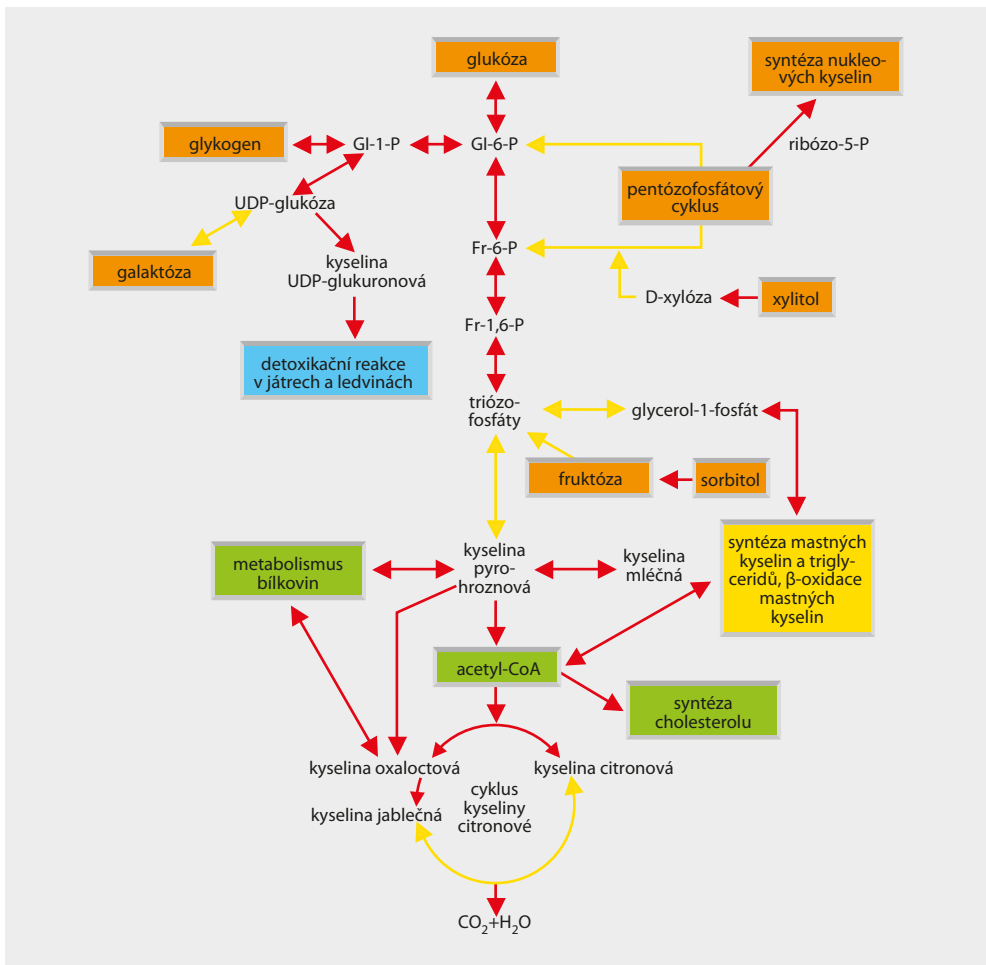 glukóza
syntéza nukleo-
vých kyselin
glykogen
Gl-1-P
Gl-6-P
ribózo-5-P
pentózofosfátový
cyklus
UDP-glukóza
galaktóza
kyselina
UDP-glukuronová
Fr-6-P
D-xylóza
xylitol
Fr-1,6-P
detoxikační reakce
v játrech a ledvinách
triózo-
fosfáty
glycerol-1-fosfát
fruktóza
sorbitol
metabolismus
bílkovin
kyselina
pyro-
hroznová
kyselina
mléčná
syntéza mastných
kyselin a trigly-
ceridů, β-oxidace
mastných
kyselin
acetyl-CoA
syntéza
cholesterolu
kyselina oxaloctová
kyselina citronová
kyselina jablečná
cyklus
kyseliny
citronové
CO₂+H₂O